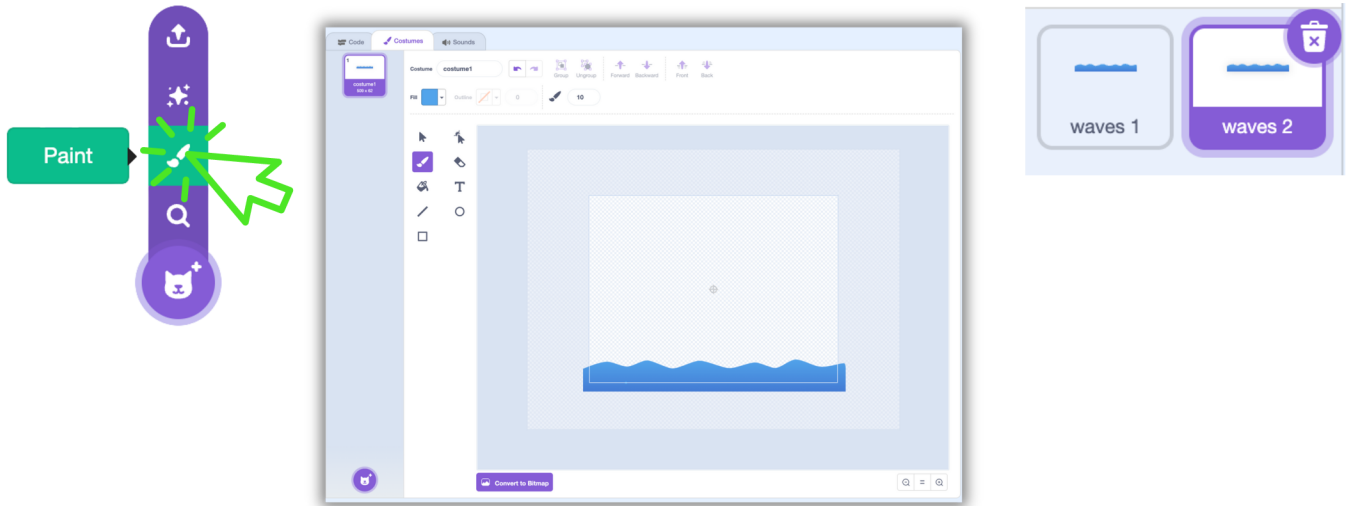 Paint
Code Costumes Sounds
1
costume1
Costume costume1
Group Ungroup Forward Backward Front Back
Fill Outline 0 10
T
Convert to Bitmap
waves 1
waves 2